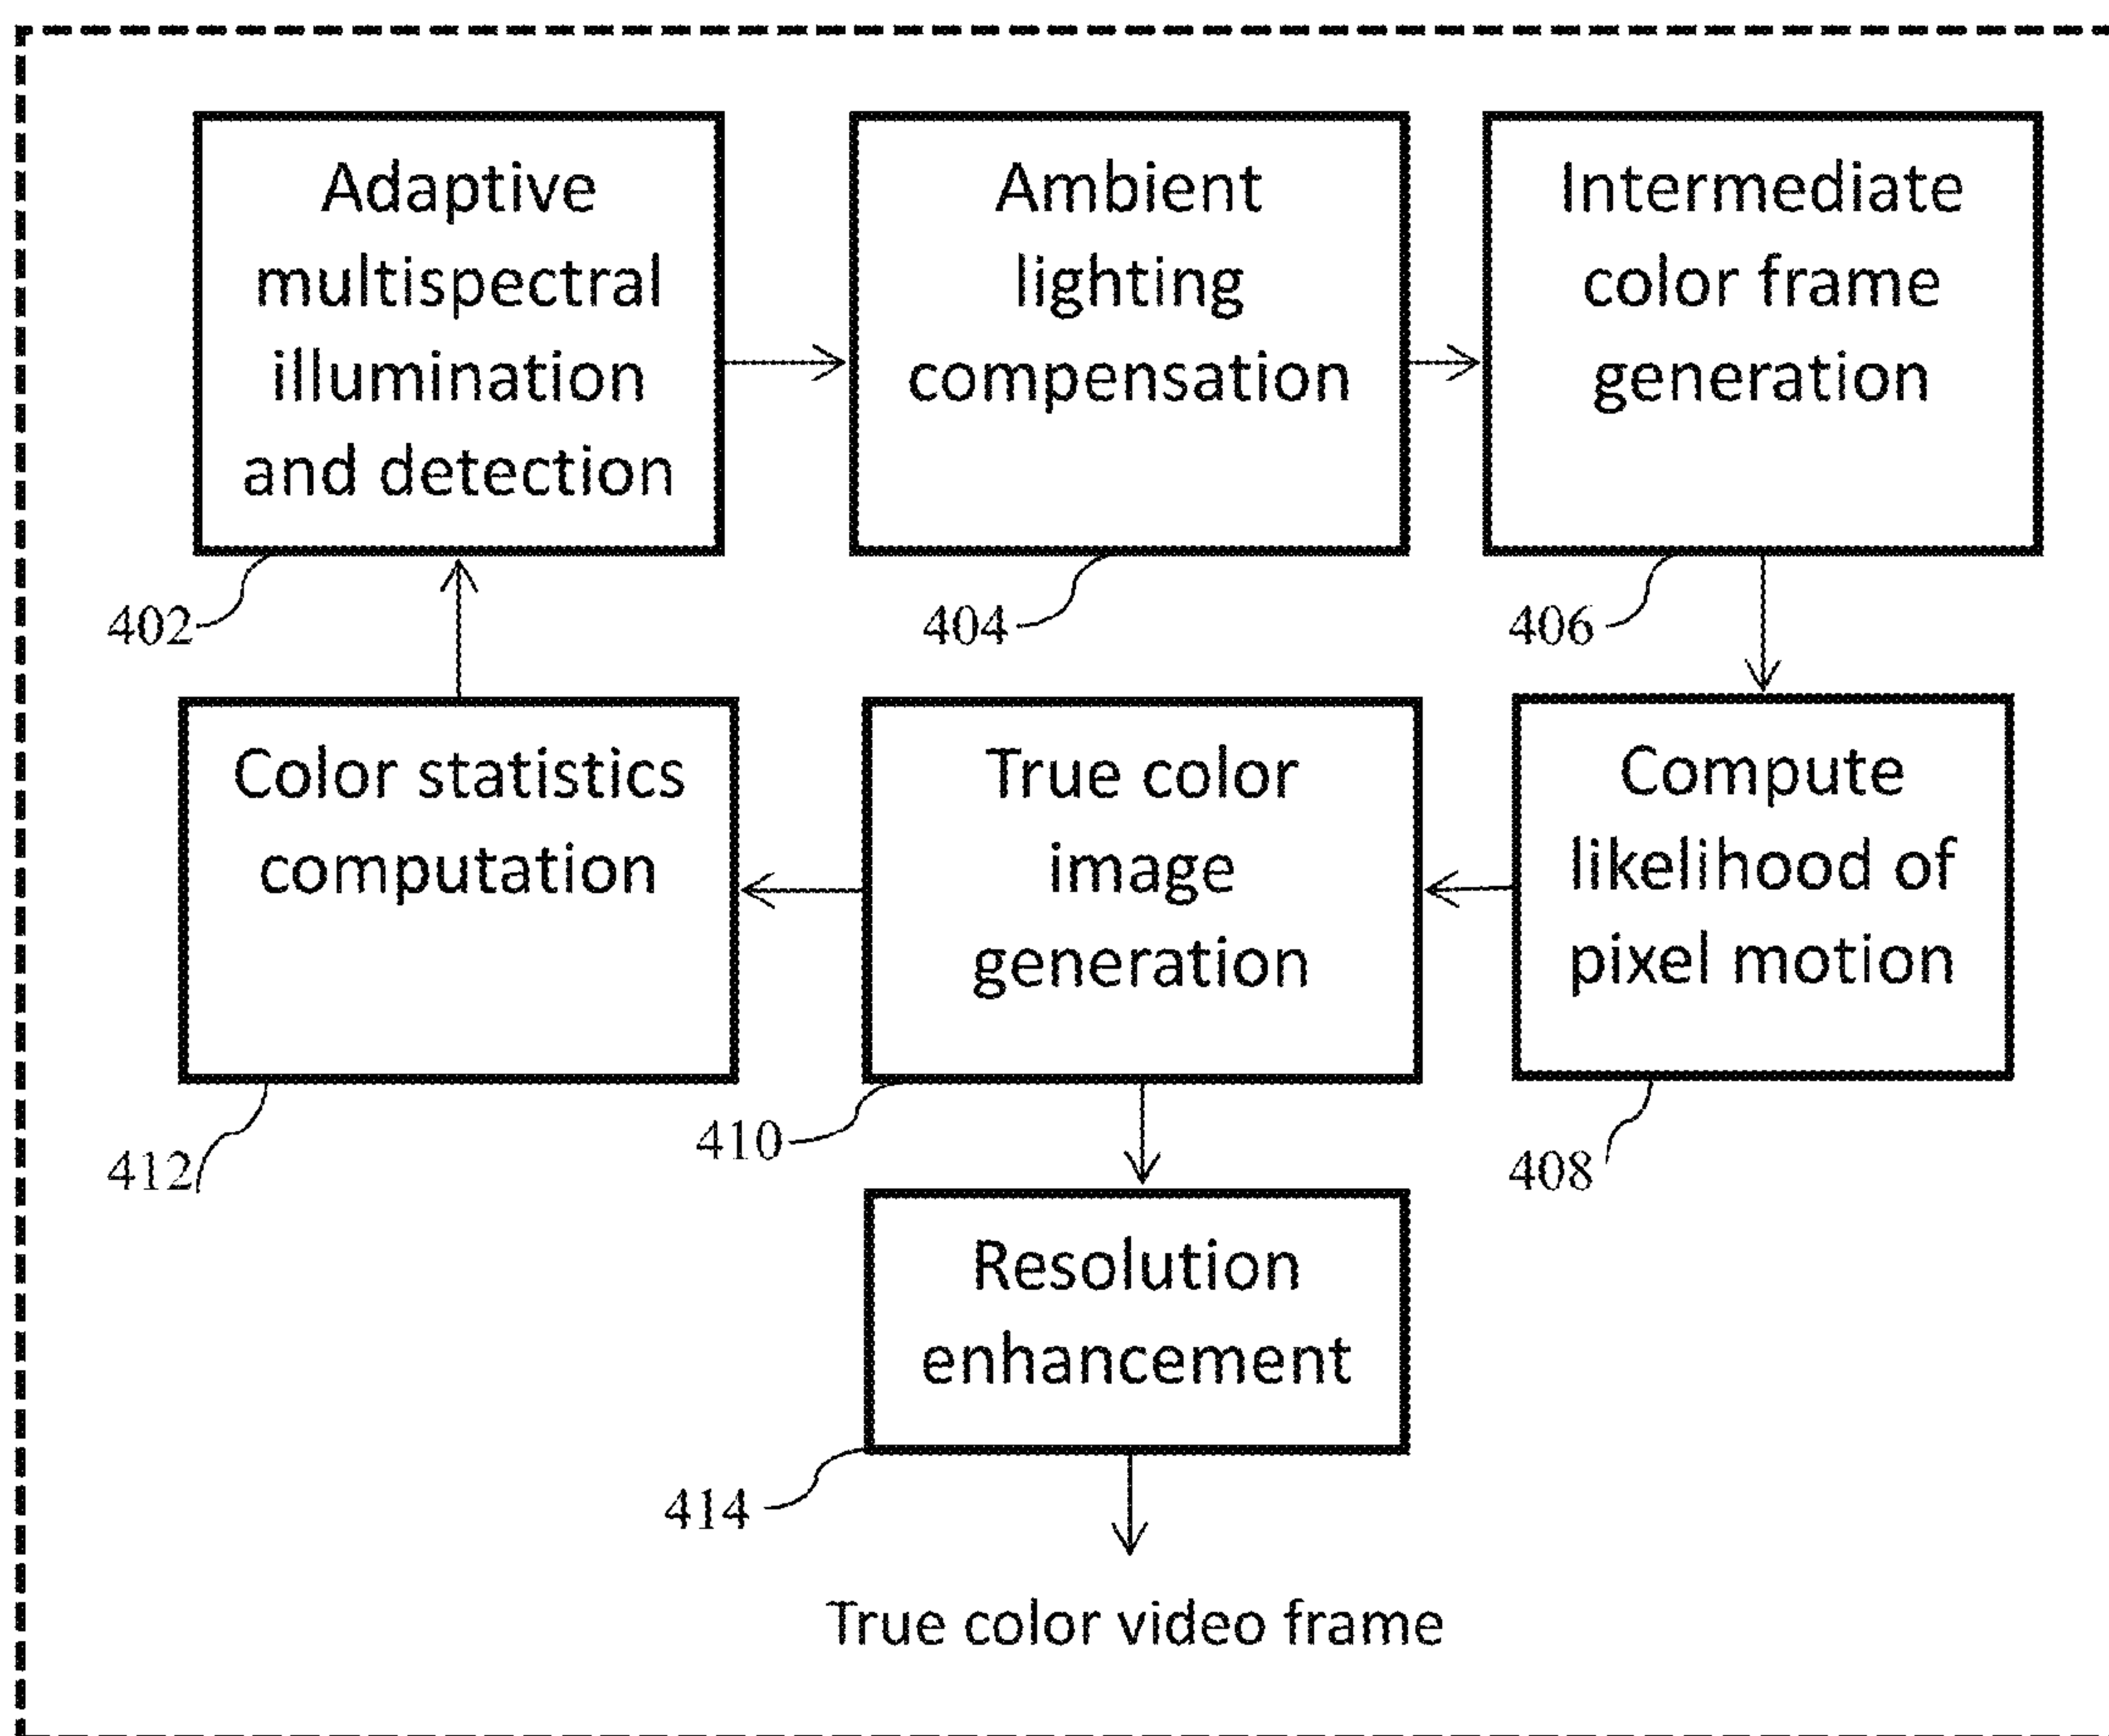 Adaptive
multispectral
illumination
and detection
402
Ambient
lighting
compensation
404
Intermediate
color frame
generation
406
Color statistics
computation
412
True color
image
generation
410
Compute
likelihood of
pixel motion
408
Resolution
enhancement
414
True color video frame